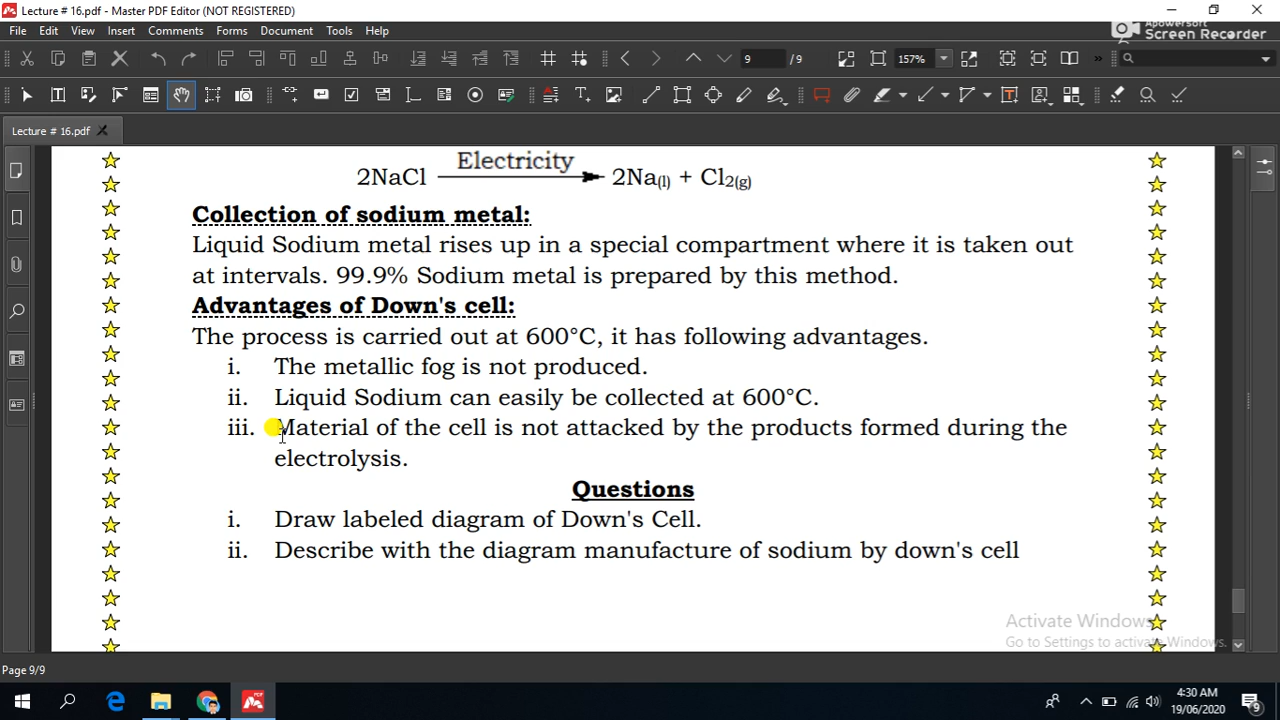 Lecture # 16.pdf - Master PDF Editor (NOT REGISTERED)
File Edit View Insert Comments Forms Document Tools Help
Apowersoft
Screen Recorder
9 / 9
157%
Lecture # 16.pdf
Electricity
2NaCl 2Na(l) + Cl2(g)
Collection of sodium metal:
Liquid Sodium metal rises up in a special compartment where it is taken out
at intervals. 99.9% Sodium metal is prepared by this method.
Advantages of Down's cell:
The process is carried out at 600°C, it has following advantages.
i. The metallic fog is not produced.
ii. Liquid Sodium can easily be collected at 600°C.
iii. Material of the cell is not attacked by the products formed during the
electrolysis.
Questions
i. Draw labeled diagram of Down's Cell.
ii. Describe with the diagram manufacture of sodium by down's cell
Activate Windows
Go to Settings to activate Windows.
Page 9/9
4:30 AM
19/06/2020
9